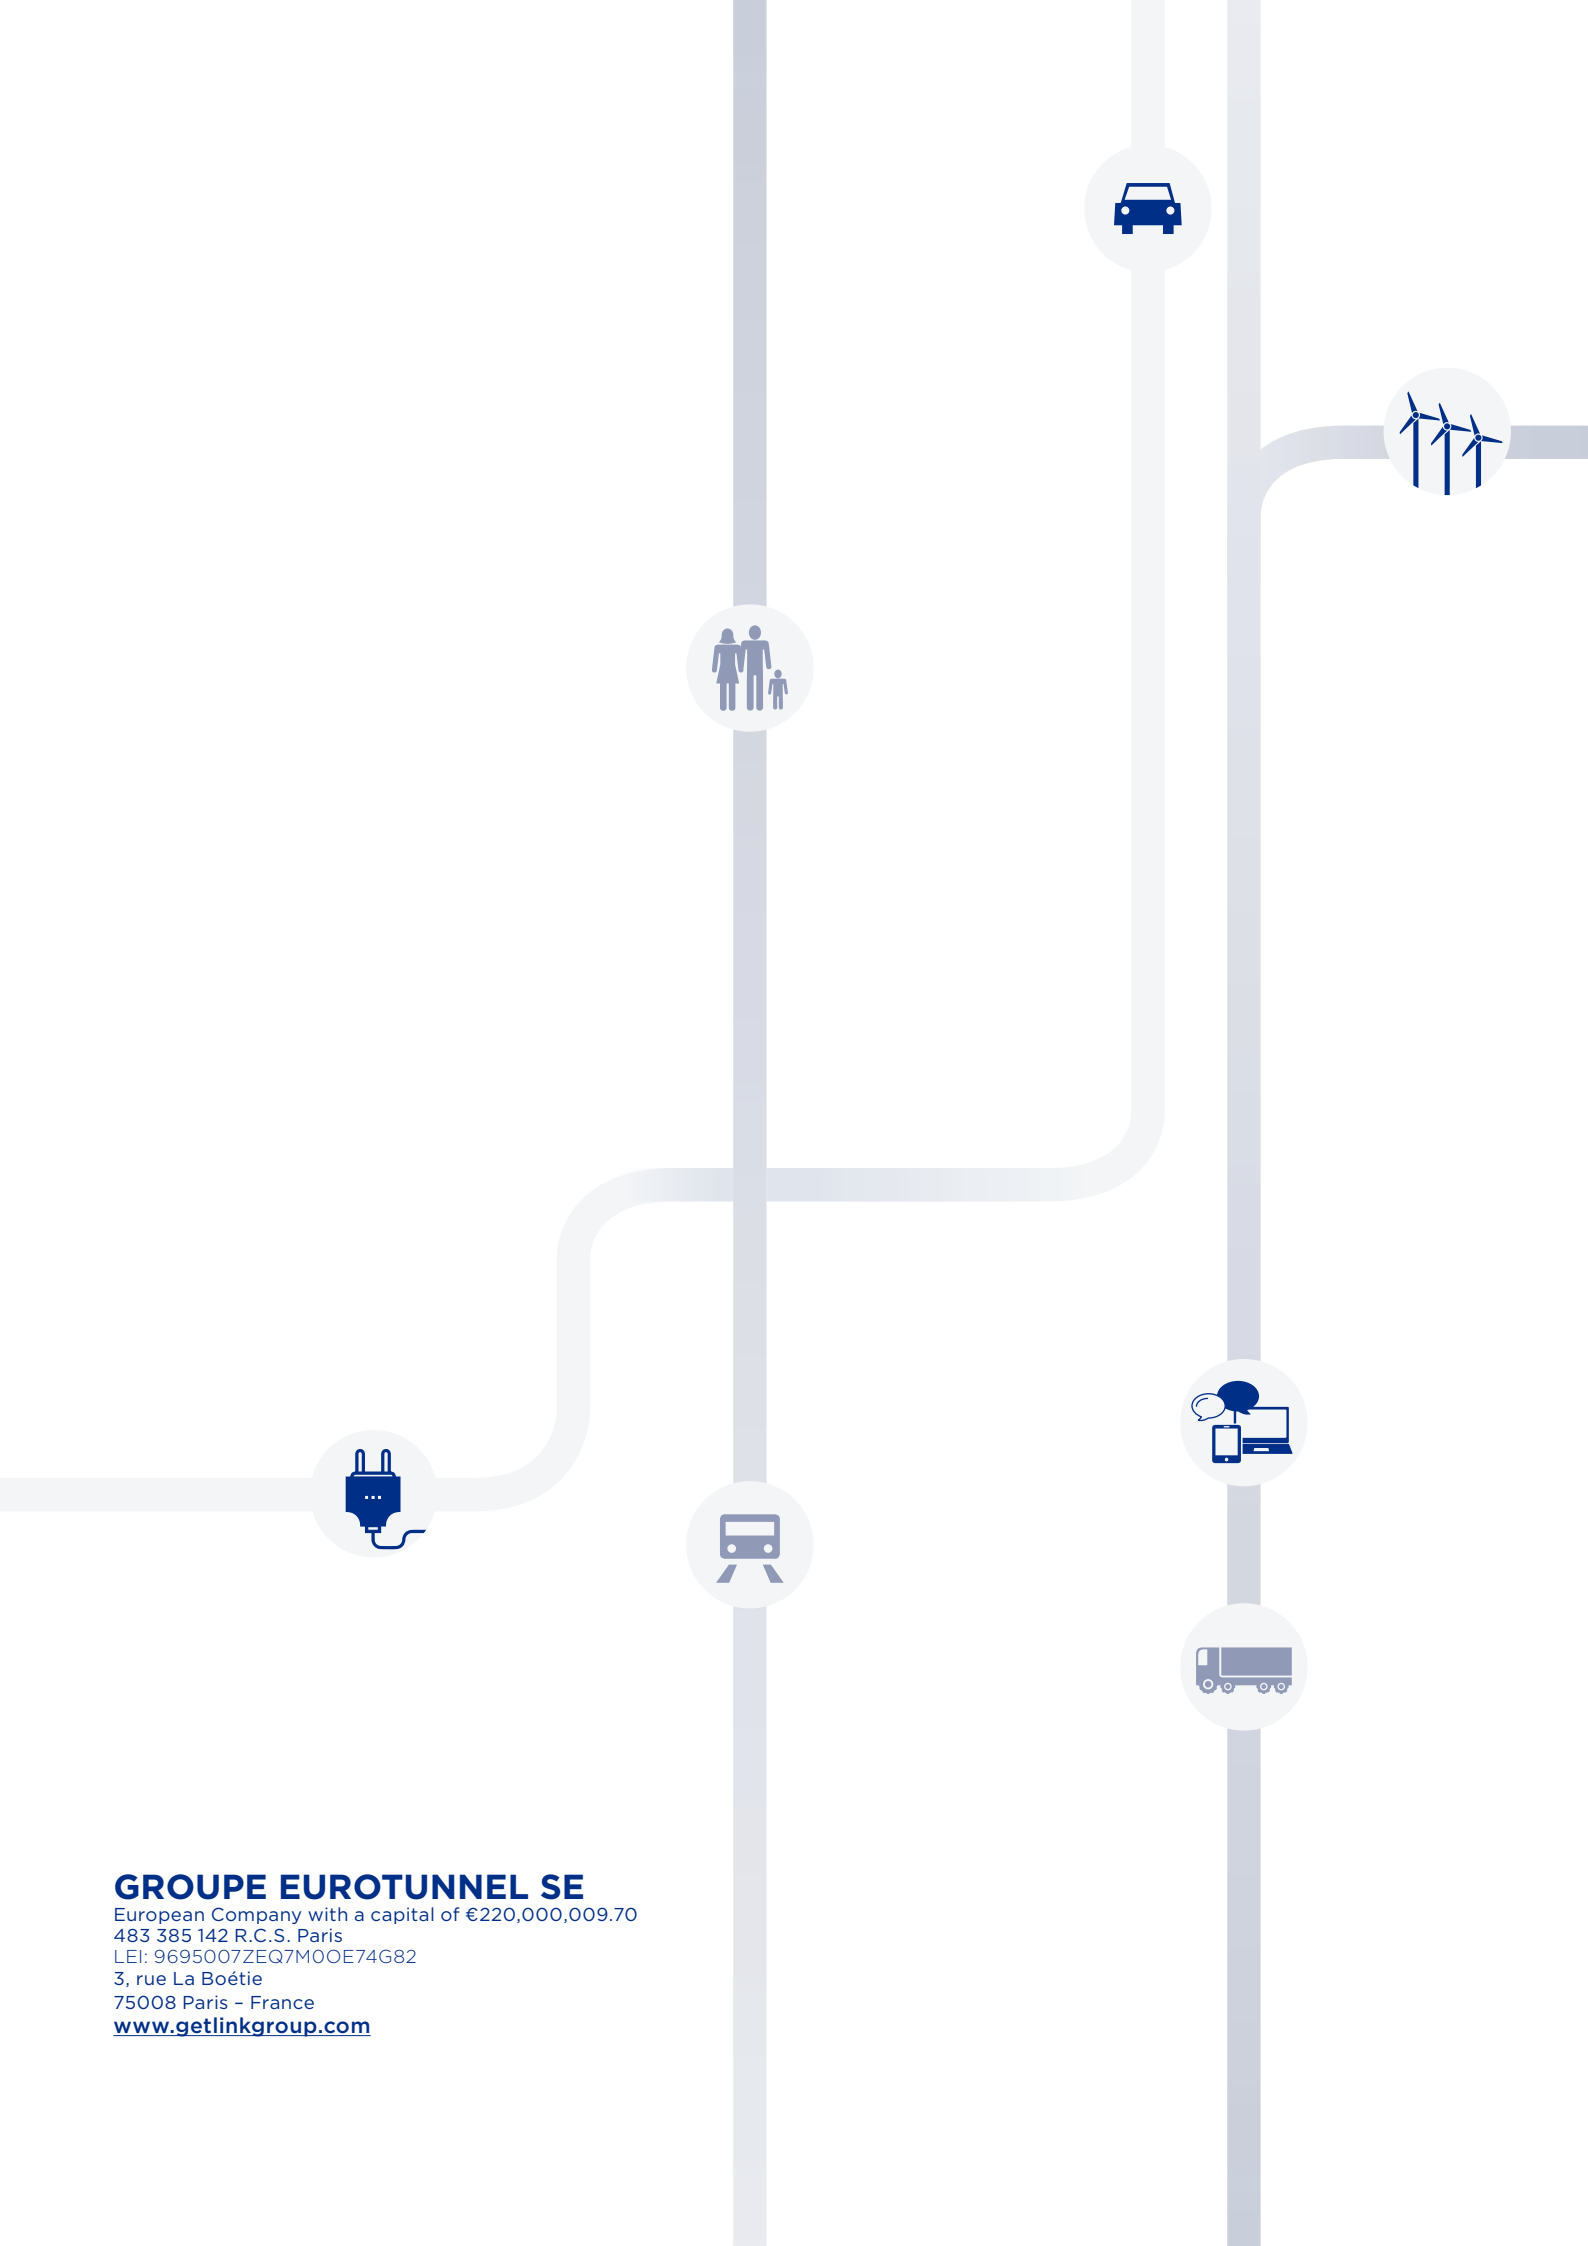 GROUPE EUROTUNNEL SE
European Company with a capital of €220,000,009.70
483 385 142 R.C.S. Paris
LEI: 9695007ZEQ7M0OE74G82
3, rue La Boétie
75008 Paris – France
www.getlinkgroup.com